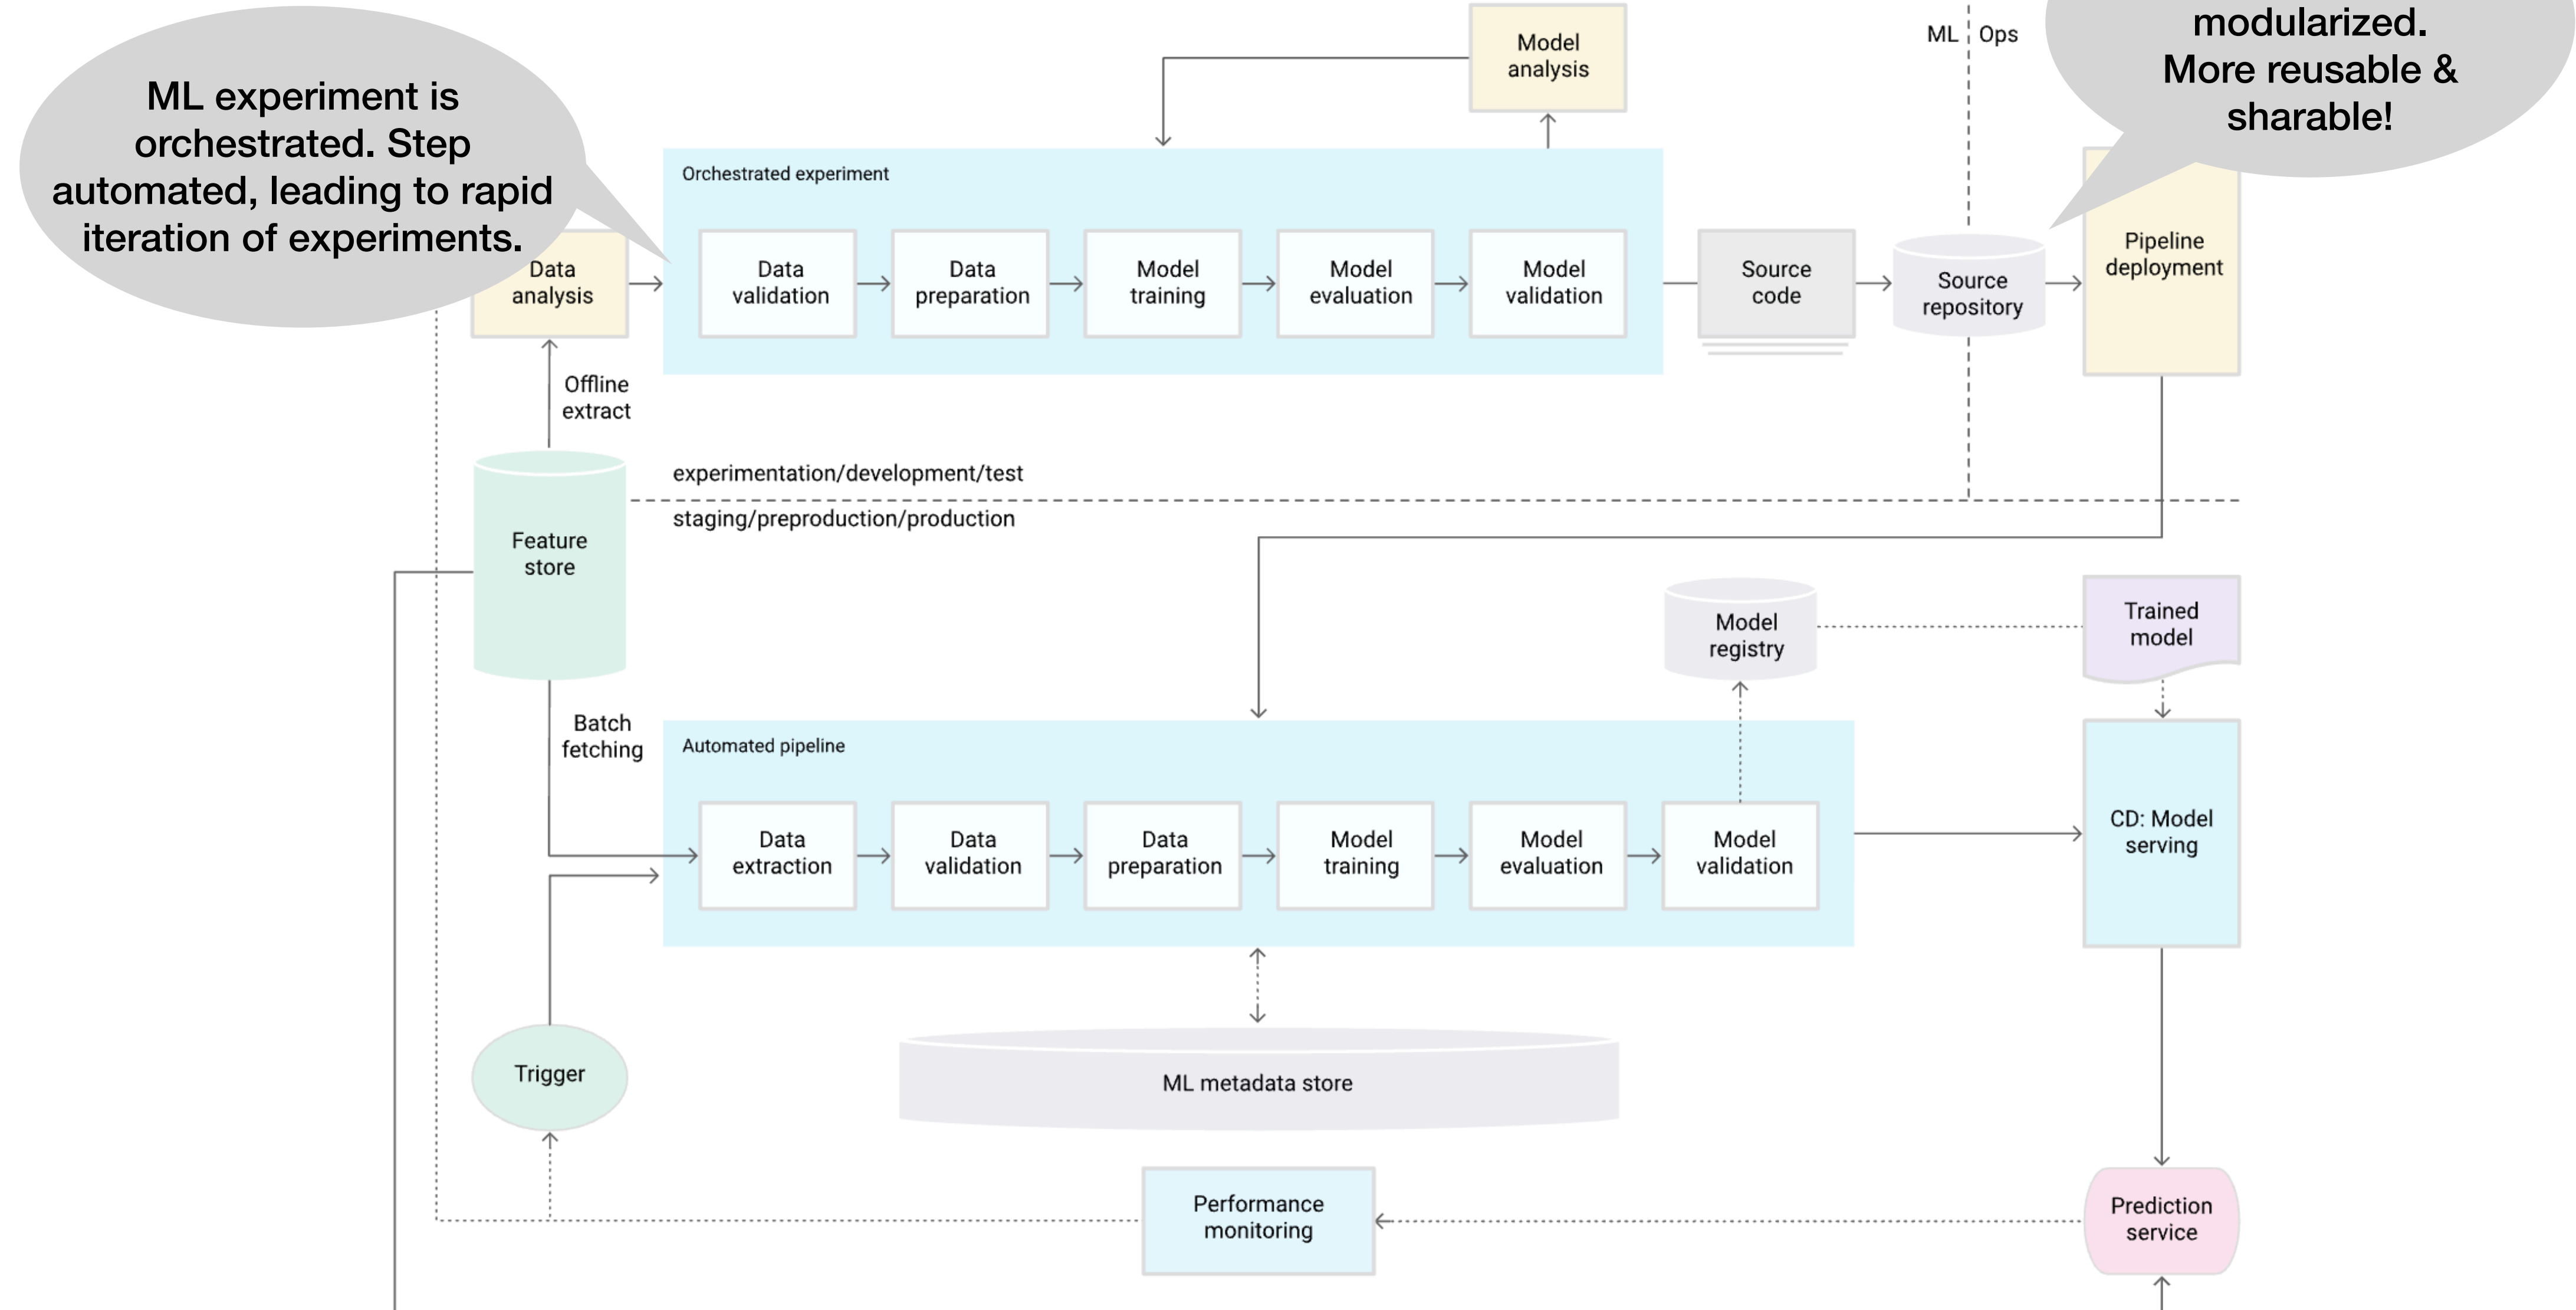 modularized.
More reusable &
sharable!
ML
Ops
Model
analysis
ML experiment is
orchestrated. Step
automated, leading to rapid
iteration of experiments.
Orchestrated experiment
Data
analysis
Data
validation
Data
preparation
Model
training
Model
evaluation
Model
validation
Source
code
Source
repository
Pipeline
deployment
Offline
extract
experimentation/development/test
staging/preproduction/production
Feature
store
Model
registry
Trained
model
Batch
fetching
Automated pipeline
Data
extraction
Data
validation
Data
preparation
Model
training
Model
evaluation
Model
validation
CD: Model
serving
Trigger
ML metadata store
Performance
monitoring
Prediction
service